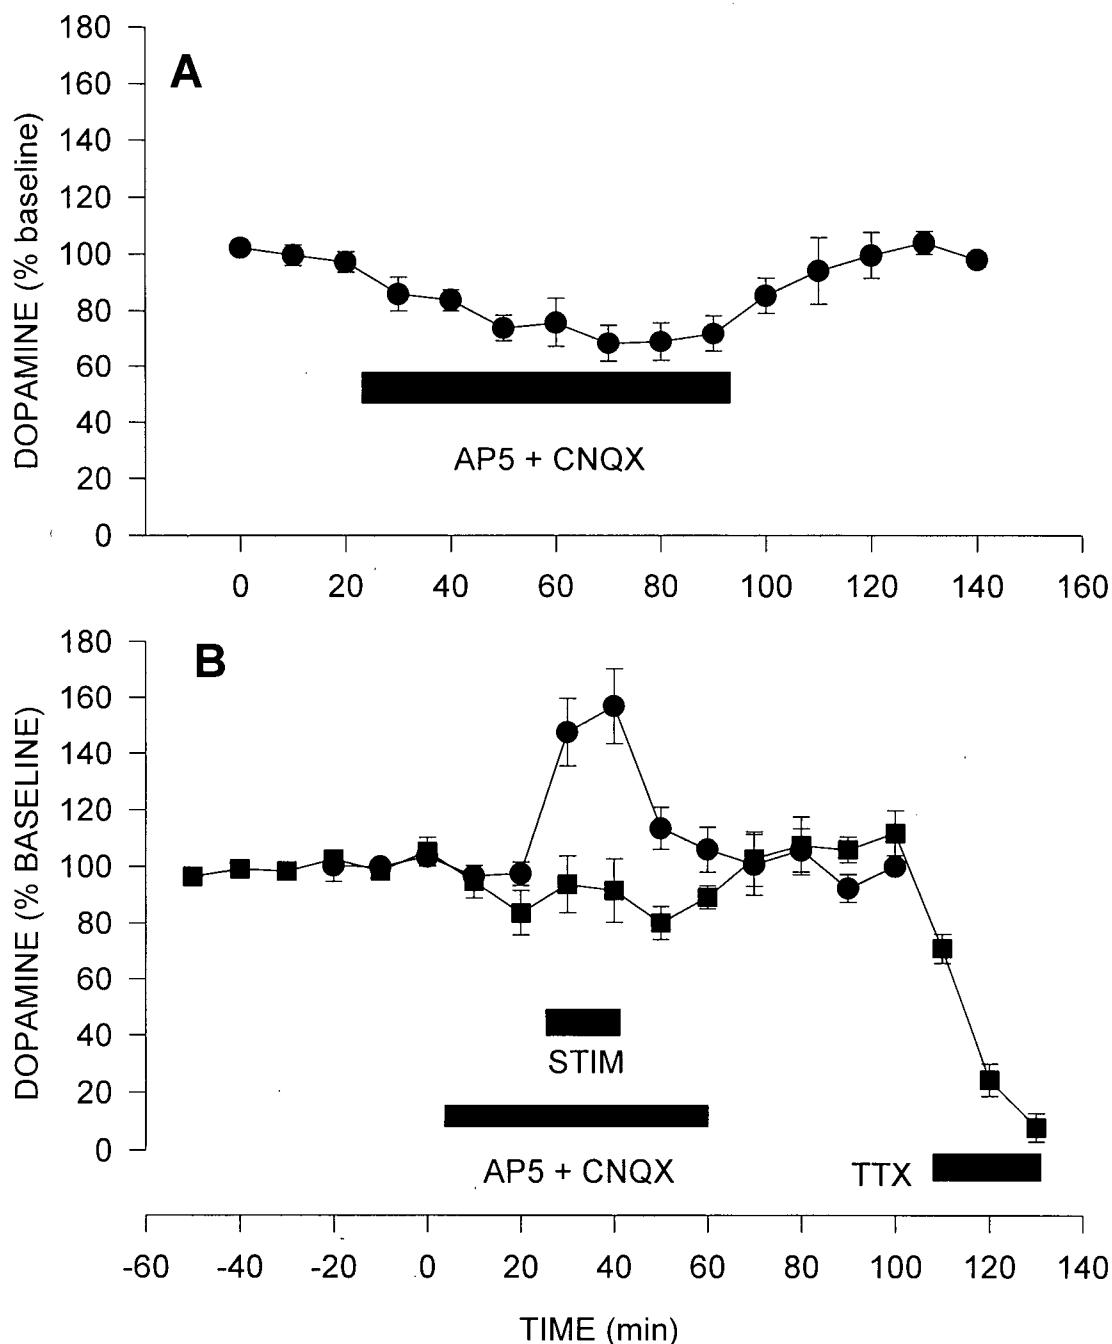 180
A
160
140
120
100
80
60
40
20
0
DOPAMINE (% baseline)
AP5 + CNQX
0 20 40 60 80 100 120 140 160
B
180
160
140
120
100
80
60
40
20
0
DOPAMINE (% BASELINE)
STIM
AP5 + CNQX
TTX
-60 -40 -20 0 20 40 60 80 100 120 140
TIME (min)